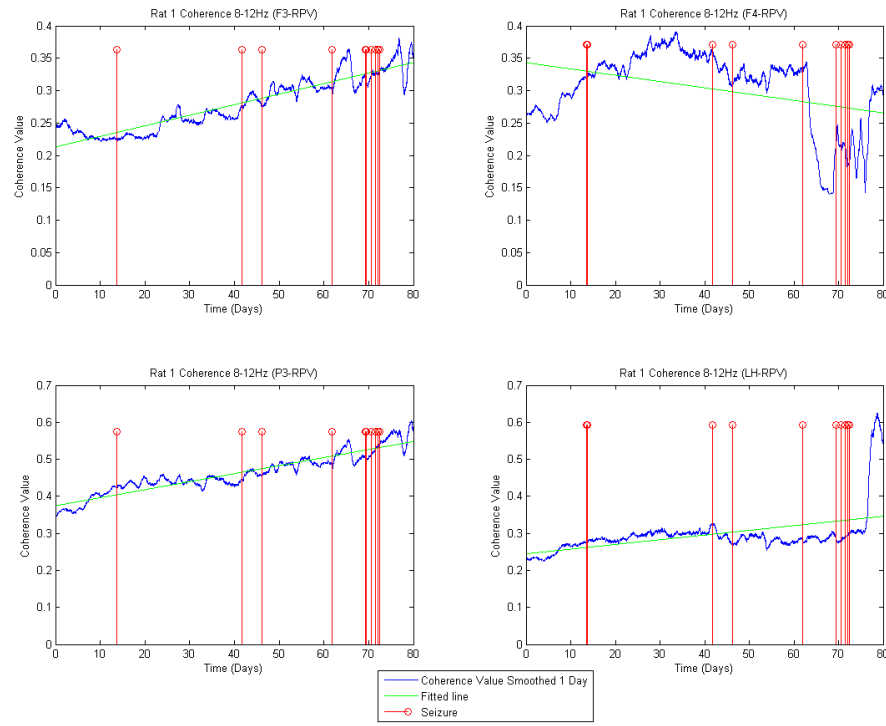 Rat 1 Coherence 8-12Hz (F3-RPV)
0.4
0.35
0.3
0.25
0.2
0.15
0.1
0.05
0
Coherence Value
0 10 20 30 40 50 60 70 80
Time (Days)
Rat 1 Coherence 8-12Hz (F4-RPV)
0.4
0.35
0.3
0.25
0.2
0.15
0.1
0.05
0
Coherence Value
0 10 20 30 40 50 60 70 80
Time (Days)
Rat 1 Coherence 8-12Hz (P3-RPV)
0.7
0.6
0.5
0.4
0.3
0.2
0.1
0
Coherence Value
0 10 20 30 40 50 60 70 80
Time (Days)
Rat 1 Coherence 8-12Hz (LH-RPV)
0.7
0.6
0.5
0.4
0.3
0.2
0.1
0
Coherence Value
0 10 20 30 40 50 60 70 80
Time (Days)
Coherence Value Smoothed 1 Day
Fitted line
Seizure